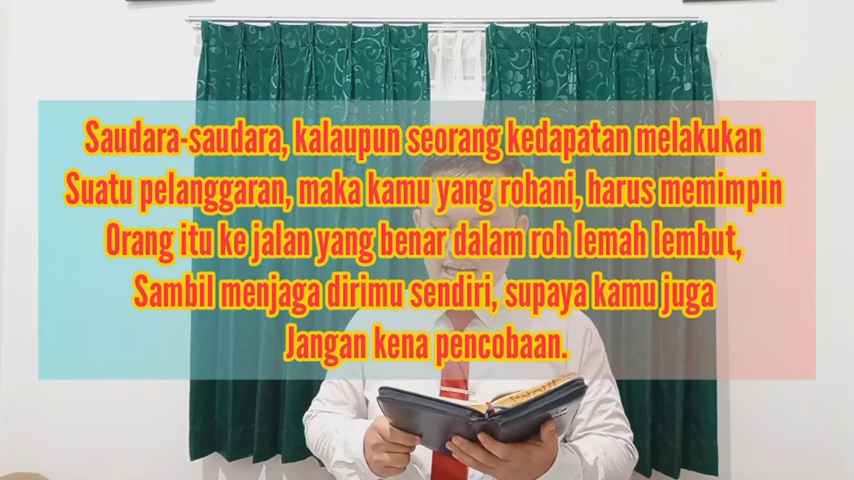 Saudara-saudara, kalaupun seorang kedapatan melakukan
Suatu pelanggaran, maka kamu yang rohani, harus memimpin
Orang itu ke jalan yang benar dalam roh lemah lembut,
Sambil menjaga dirimu sendiri, supaya kamu juga
Jangan kena pencobaan.